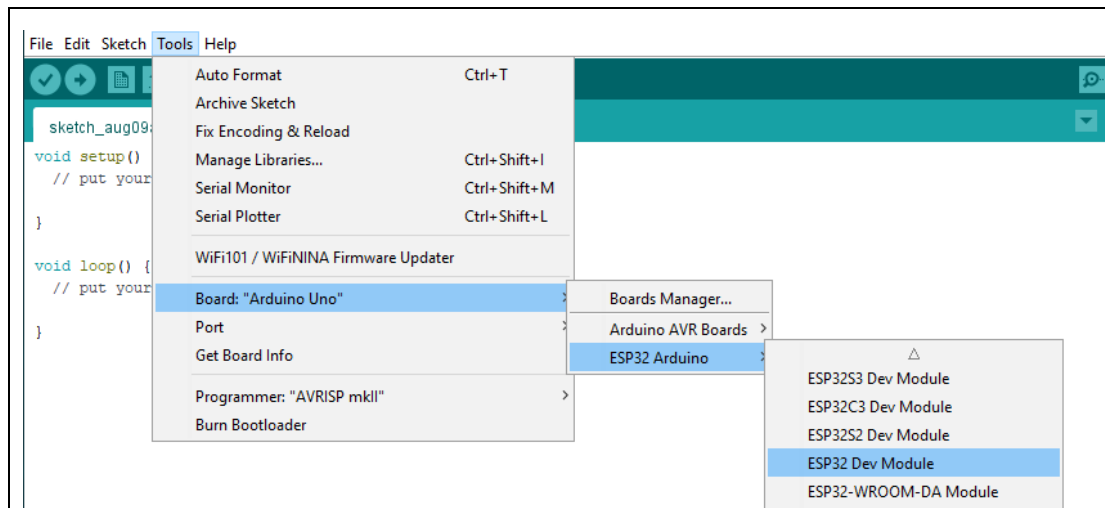 File Edit Sketch Tools Help
Auto Format Ctrl+T
Archive Sketch
sketch_aug09
Fix Encoding & Reload
void setup()
Manage Libraries... Ctrl+Shift+I
// put your
Serial Monitor Ctrl+Shift+M
}
Serial Plotter Ctrl+Shift+L
WiFi101 / WiFiNINA Firmware Updater
void loop() {
// put your
Board: "Arduino Uno" >
Boards Manager...
}
Port >
Arduino AVR Boards >
Get Board Info
ESP32 Arduino >
ESP32S3 Dev Module
Programmer: "AVRISP mkII" >
ESP32C3 Dev Module
Burn Bootloader
ESP32S2 Dev Module
ESP32 Dev Module
ESP32-WROOM-DA Module